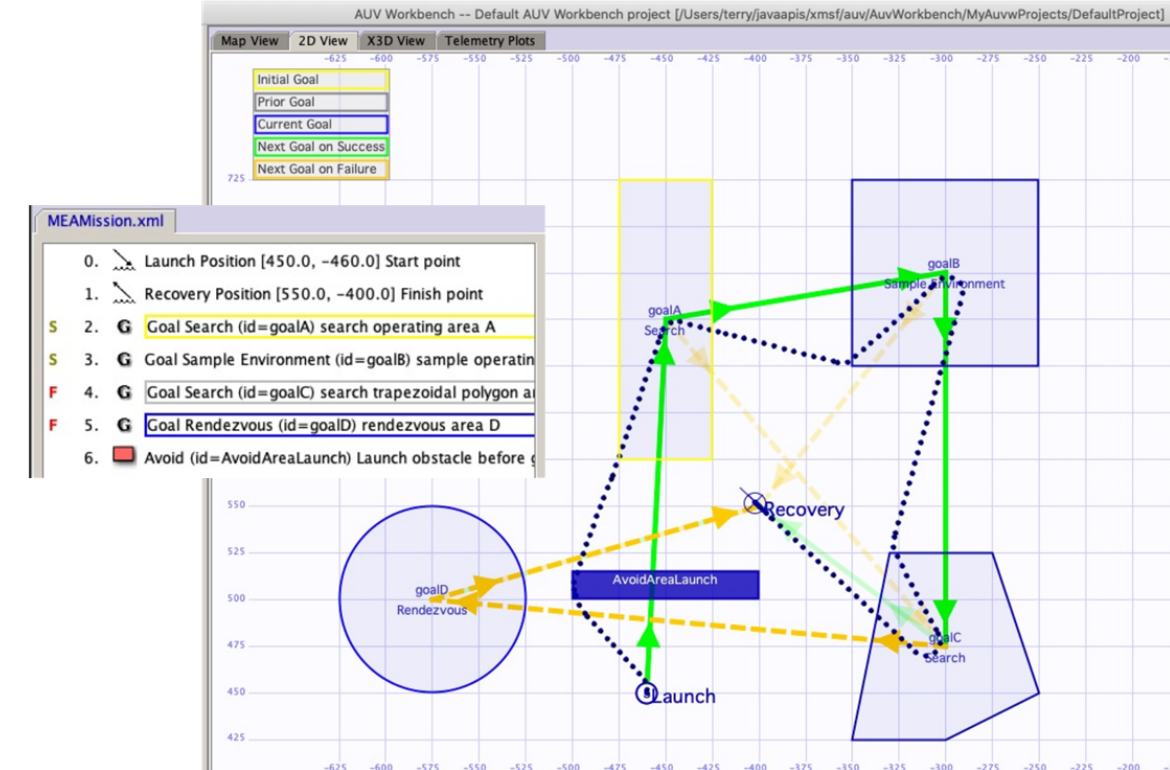 AUV Workbench -- Default AUV Workbench project [/Users/terry/javaapis/xmsf/auv/AuvWorkbench/MyAuvwProjects/DefaultProject]
Map View 2D View X3D View Telemetry Plots
-625 -600 -575 -550 -525 -500 -475 -450 -425 -400 -375 -350 -325 -300 -275 -250 -225 -200
Initial Goal
Prior Goal
Current Goal
Next Goal on Success
Next Goal on Failure
725
MEAMission.xml
0. Launch Position [450.0, -460.0] Start point
1. Recovery Position [550.0, -400.0] Finish point
S 2. G Goal Search (id=goalA) search operating area A
S 3. G Goal Sample Environment (id=goalB) sample operatin
F 4. G Goal Search (id=goalC) search trapezoidal polygon a
F 5. G Goal Rendezvous (id=goalD) rendezvous area D
6. Avoid (id=AvoidAreaLaunch) Launch obstacle before g
goalB
Sample Environment
goalA
Search
550
Recovery
525
AvoidAreaLaunch
goalD
500
Rendezvous
475
goalC
Search
450
Launch
425
-625 -600 -575 -550 -525 -500 -475 -450 -425 -400 -375 -350 -325 -300 -275 -250 -225 -200